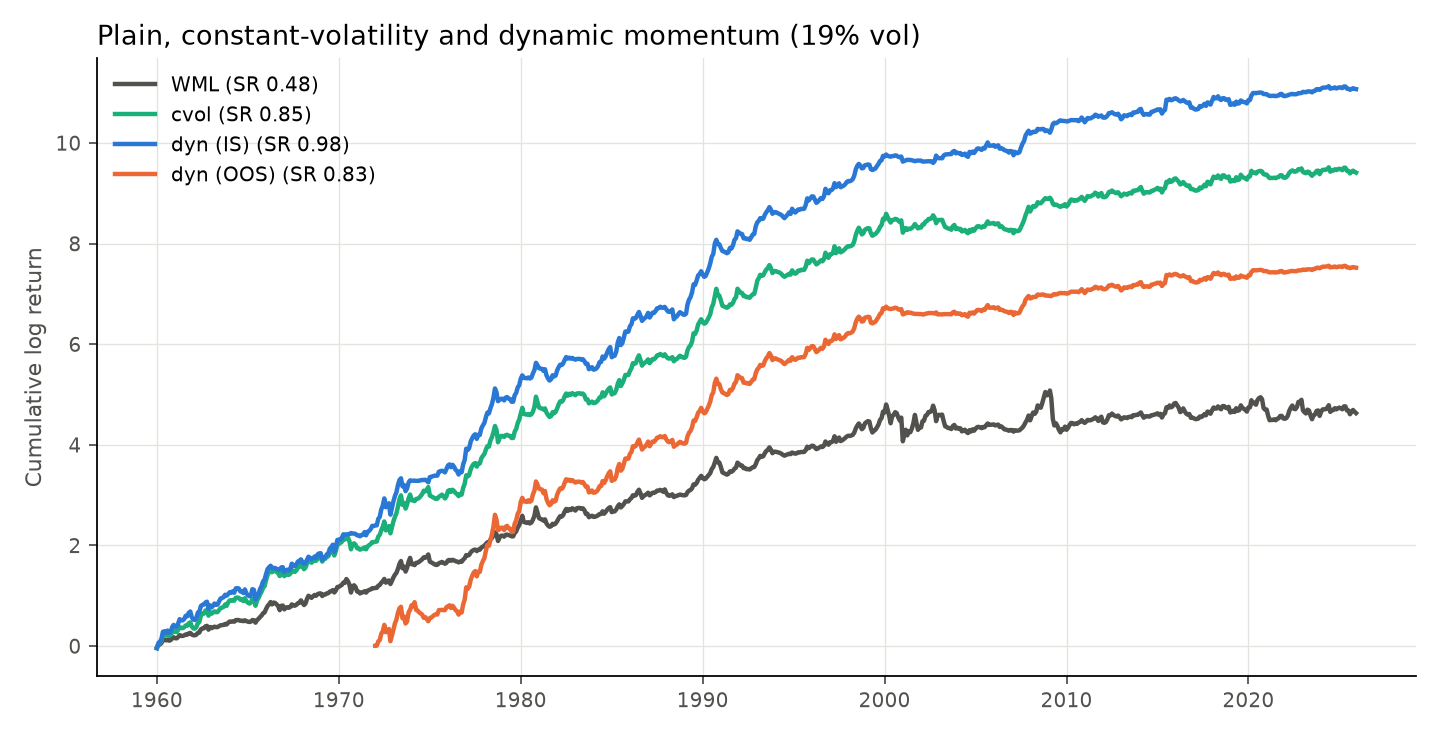 Plain, constant-volatility and dynamic momentum (19% vol)
WML (SR 0.48)
cvol (SR 0.85)
dyn (IS) (SR 0.98)
dyn (OOS) (SR 0.83)
Cumulative log return
10
8
6
4
2
0
1960 1970 1980 1990 2000 2010 2020